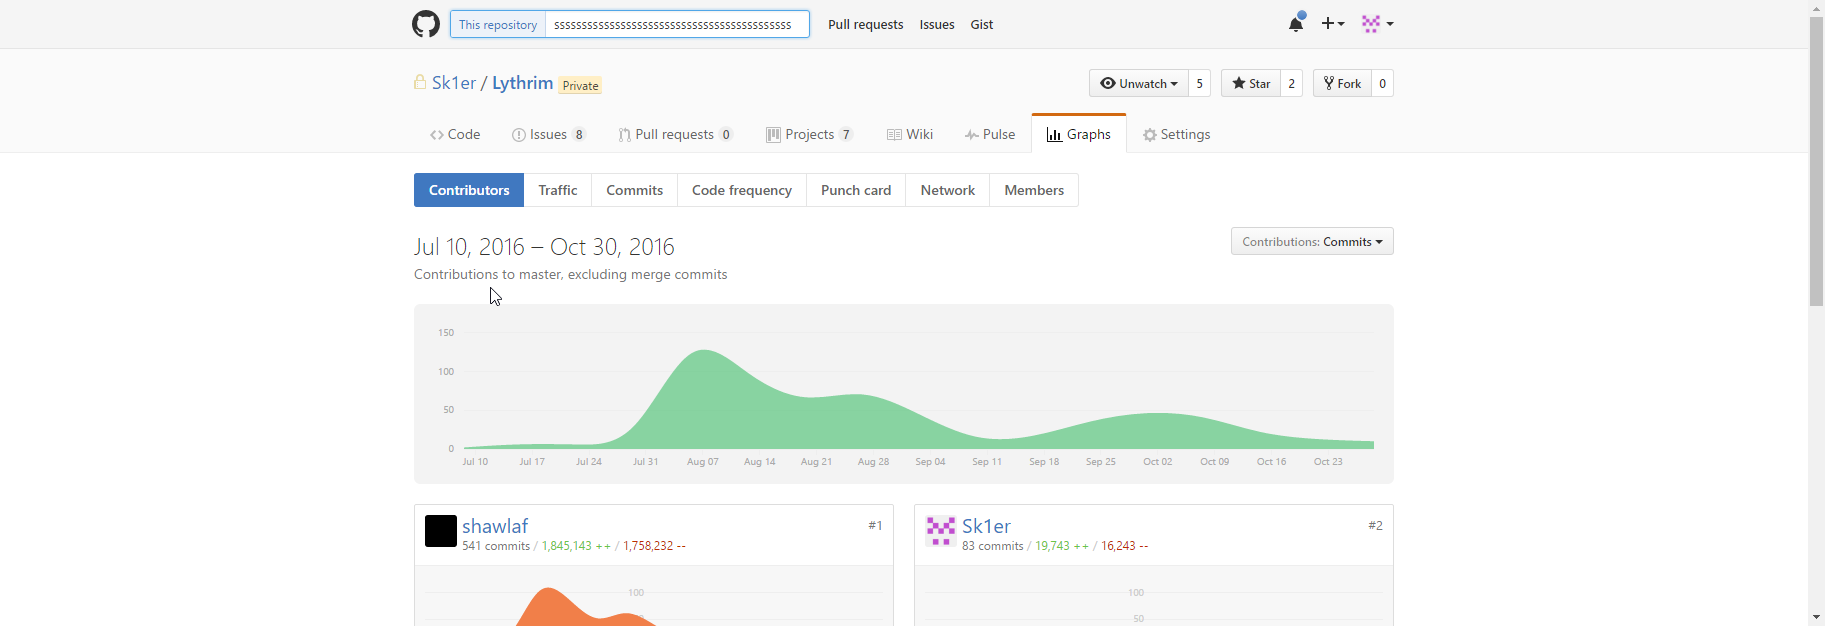 This repository sssssssssssssssssssssssssssssssssssssssssss Pull requests Issues Gist
Sk1er / Lythrim Private Unwatch 5 Star 2 Fork 0
Code Issues 8 Pull requests 0 Projects 7 Wiki Pulse Graphs Settings
Contributors Traffic Commits Code frequency Punch card Network Members
Jul 10, 2016 – Oct 30, 2016 Contributions: Commits
Contributions to master, excluding merge commits
150
100
50
0
Jul 10 Jul 17 Jul 24 Jul 31 Aug 07 Aug 14 Aug 21 Aug 28 Sep 04 Sep 11 Sep 18 Sep 25 Oct 02 Oct 09 Oct 16 Oct 23
shawlaf #1
541 commits / 1,845,143 ++ / 1,758,232 --
100
Sk1er #2
83 commits / 19,743 ++ / 16,243 --
100
50